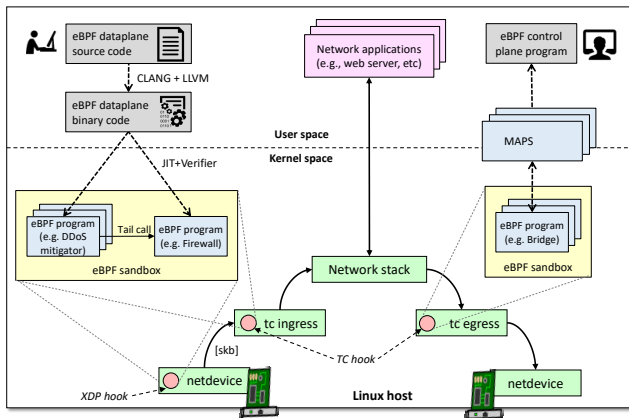 eBPF dataplane
source code
CLANG + LLVM
eBPF dataplane
binary code
Network applications
(e.g., web server, etc)
eBPF control
plane program
MAPS
User space
Kernel space
JIT+Verifier
eBPF program
(e.g. DDoS
mitigator)
Tail call
eBPF program
(e.g. Firewall)
eBPF sandbox
eBPF program
(e.g. Bridge)
eBPF sandbox
Network stack
tc ingress
tc egress
[skb]
TC hook
XDP hook
netdevice
Linux host
netdevice